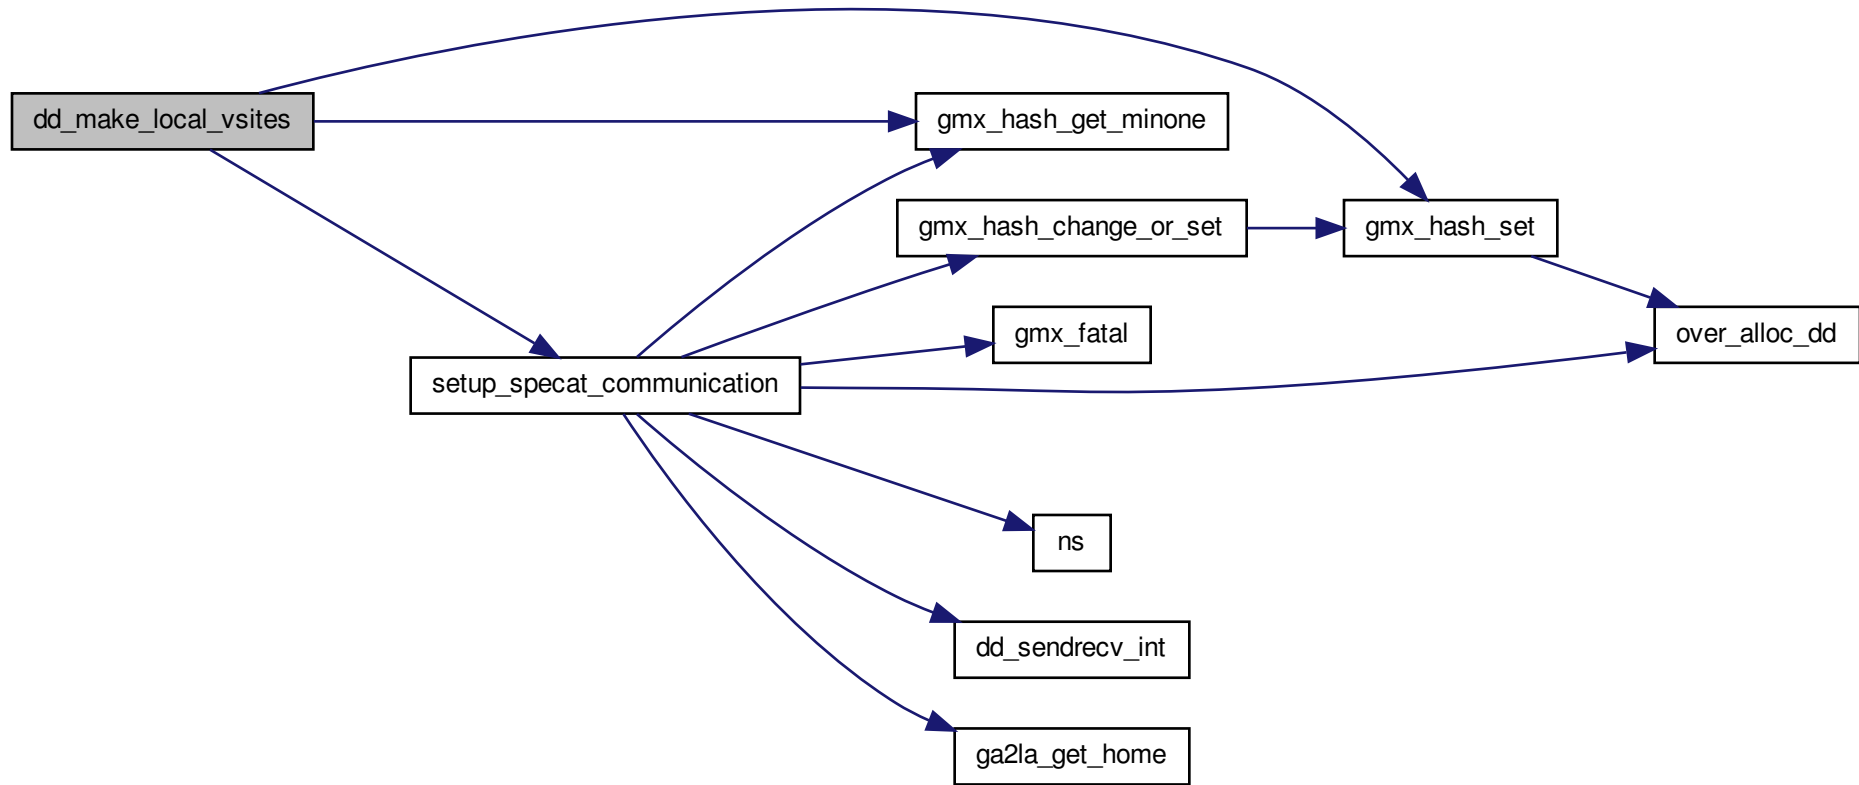 dd_make_local_vsites
gmx_hash_get_minone
gmx_hash_change_or_set
gmx_hash_set
gmx_fatal
over_alloc_dd
setup_specat_communication
ns
dd_sendrecv_int
ga2la_get_home